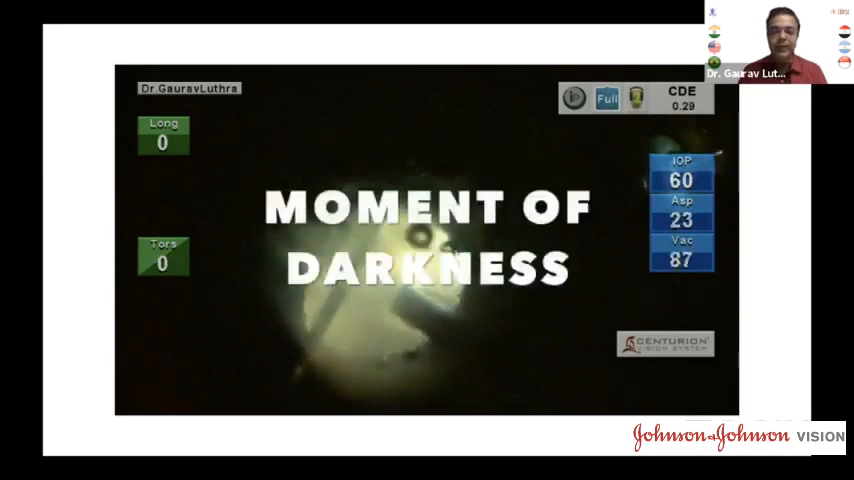 Dr.GauravLuthra
CDE
0.29
Full
Long
0
IOP
60
Asp
23
Vac
87
MOMENT OF
DARKNESS
Tors
0
CENTURION
VISION SYSTEM
Dr. Gaurav Lut...
Johnson & Johnson VISION